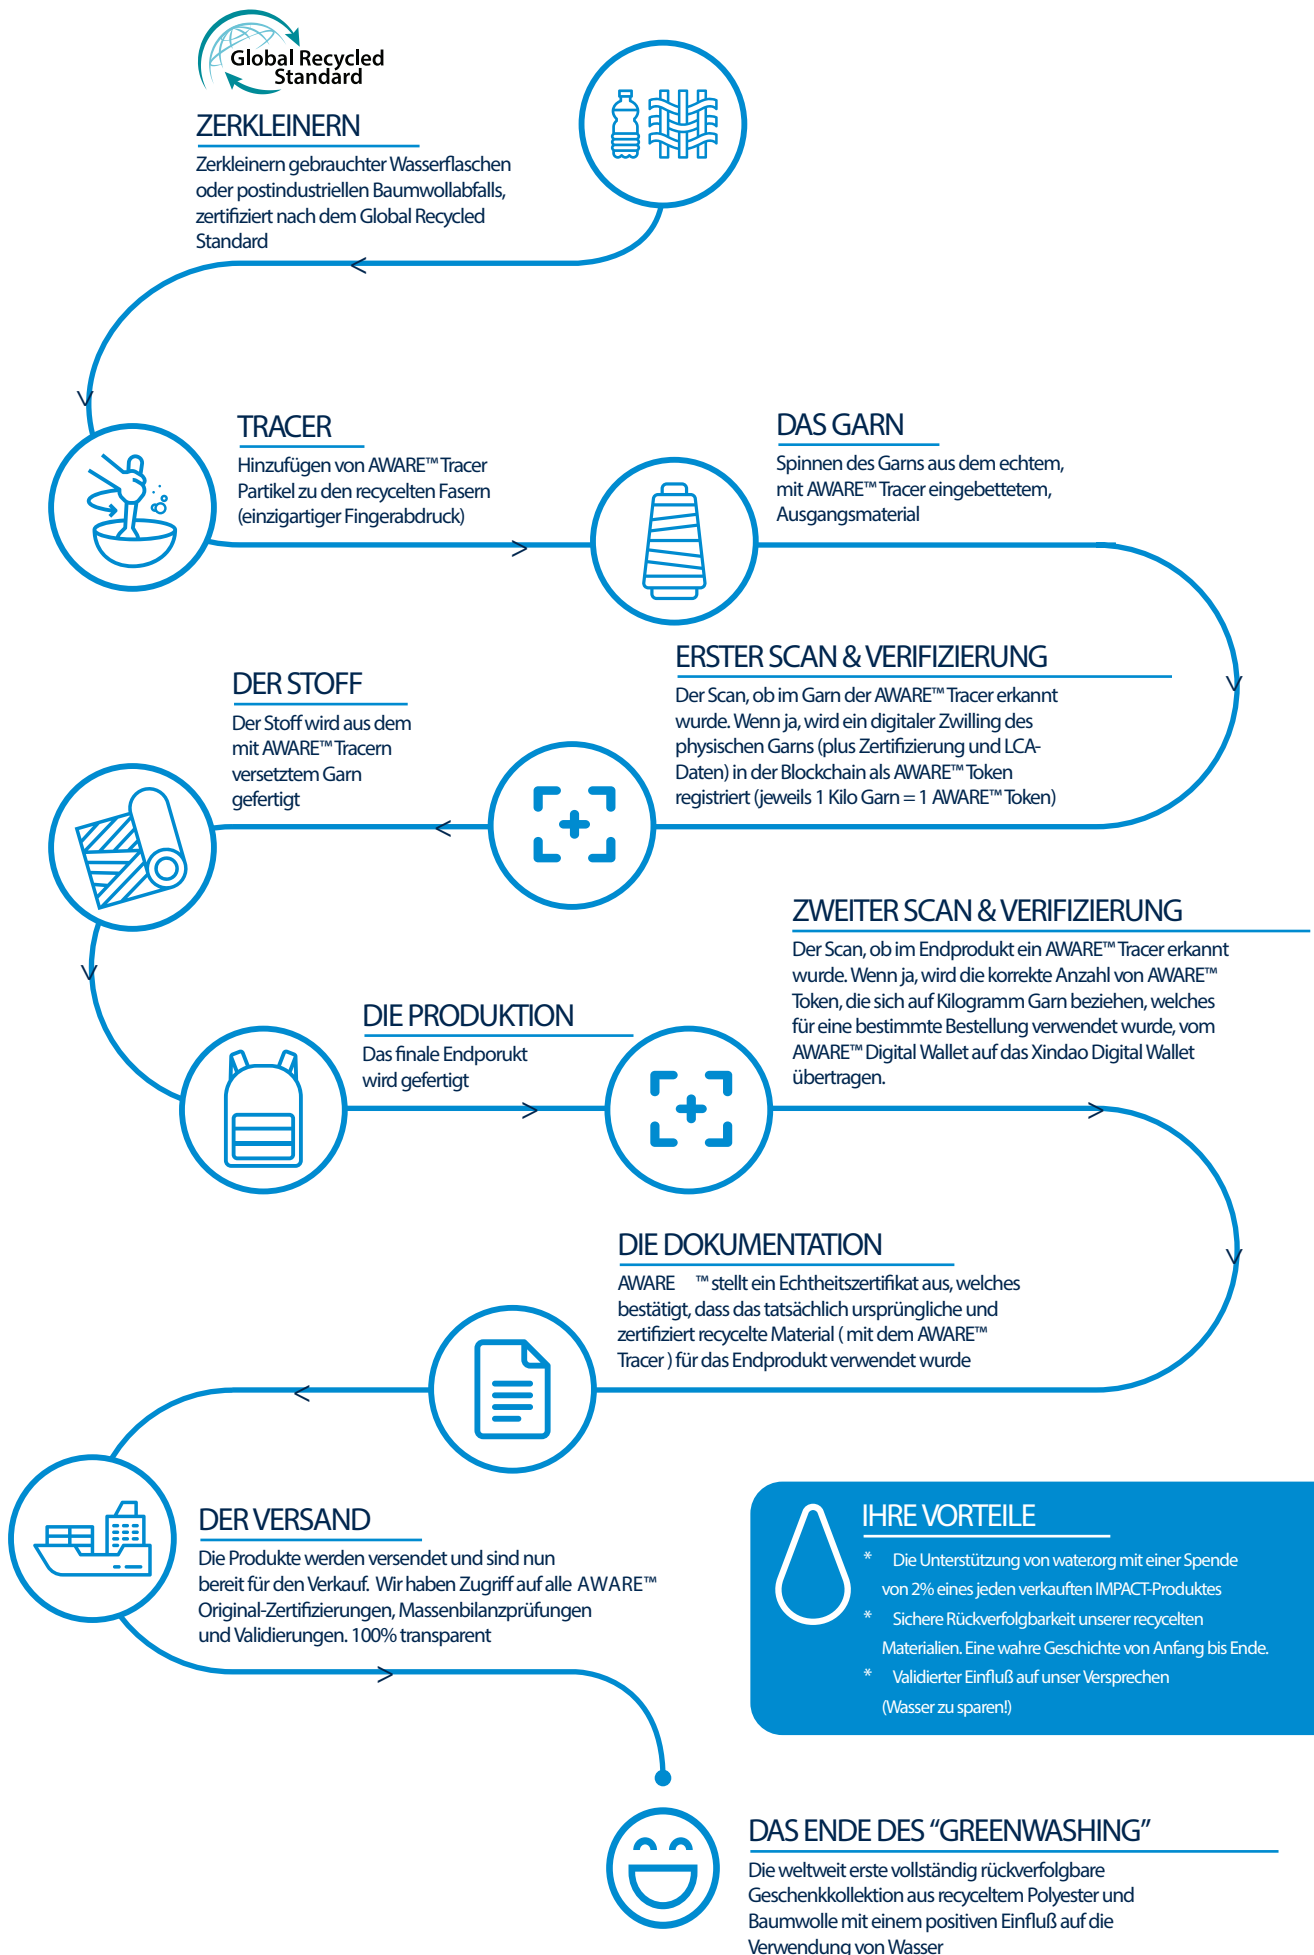 Global Recycled
Standard
ZERKLEINERN
Zerkleinern gebrauchter Wasserflaschen
oder postindustriellen Baumwollabfalls,
zertifiziert nach dem Global Recycled
Standard
TRACER
Hinzufügen von AWARE™ Tracer
Partikel zu den recycelten Fasern
(einzigartiger Fingerabdruck)
DAS GARN
Spinnen des Garns aus dem echtem,
mit AWARE™ Tracer eingebettetem,
Ausgangsmaterial
ERSTER SCAN & VERIFIZIERUNG
Der Scan, ob im Garn der AWARE™ Tracer erkannt
wurde. Wenn ja, wird ein digitaler Zwilling des
physischen Garns (plus Zertifizierung und LCA-
Daten) in der Blockchain als AWARE™ Token
registriert (jeweils 1 Kilo Garn = 1 AWARE™ Token)
DER STOFF
Der Stoff wird aus dem
mit AWARE™ Tracern
versetztem Garn
gefertigt
DIE PRODUKTION
Das finale Endporukt
wird gefertigt
ZWEITER SCAN & VERIFIZIERUNG
Der Scan, ob im Endprodukt ein AWARE™ Tracer erkannt
wurde. Wenn ja, wird die korrekte Anzahl von AWARE™
Token, die sich auf Kilogramm Garn beziehen, welches
für eine bestimmte Bestellung verwendet wurde, vom
AWARE™ Digital Wallet auf das Xindao Digital Wallet
übertragen.
DIE DOKUMENTATION
AWARE ™ stellt ein Echtheitszertifikat aus, welches
bestätigt, dass das tatsächlich ursprüngliche und
zertifiziert recycelte Material ( mit dem AWARE™
Tracer ) für das Endprodukt verwendet wurde
DER VERSAND
Die Produkte werden versendet und sind nun
bereit für den Verkauf. Wir haben Zugriff auf alle AWARE™
Original-Zertifizierungen, Massenbilanzprüfungen
und Validierungen. 100% transparent
IHRE VORTEILE
* Die Unterstützung von water.org mit einer Spende
von 2% eines jeden verkauften IMPACT-Produktes
* Sichere Rückverfolgbarkeit unserer recycelten
Materialien. Eine wahre Geschichte von Anfang bis Ende.
* Validierter Einfluß auf unser Versprechen
(Wasser zu sparen!)
DAS ENDE DES “GREENWASHING”
Die weltweit erste vollständig rückverfolgbare
Geschenkkollektion aus recyceltem Polyester und
Baumwolle mit einem positiven Einfluß auf die
Verwendung von Wasser